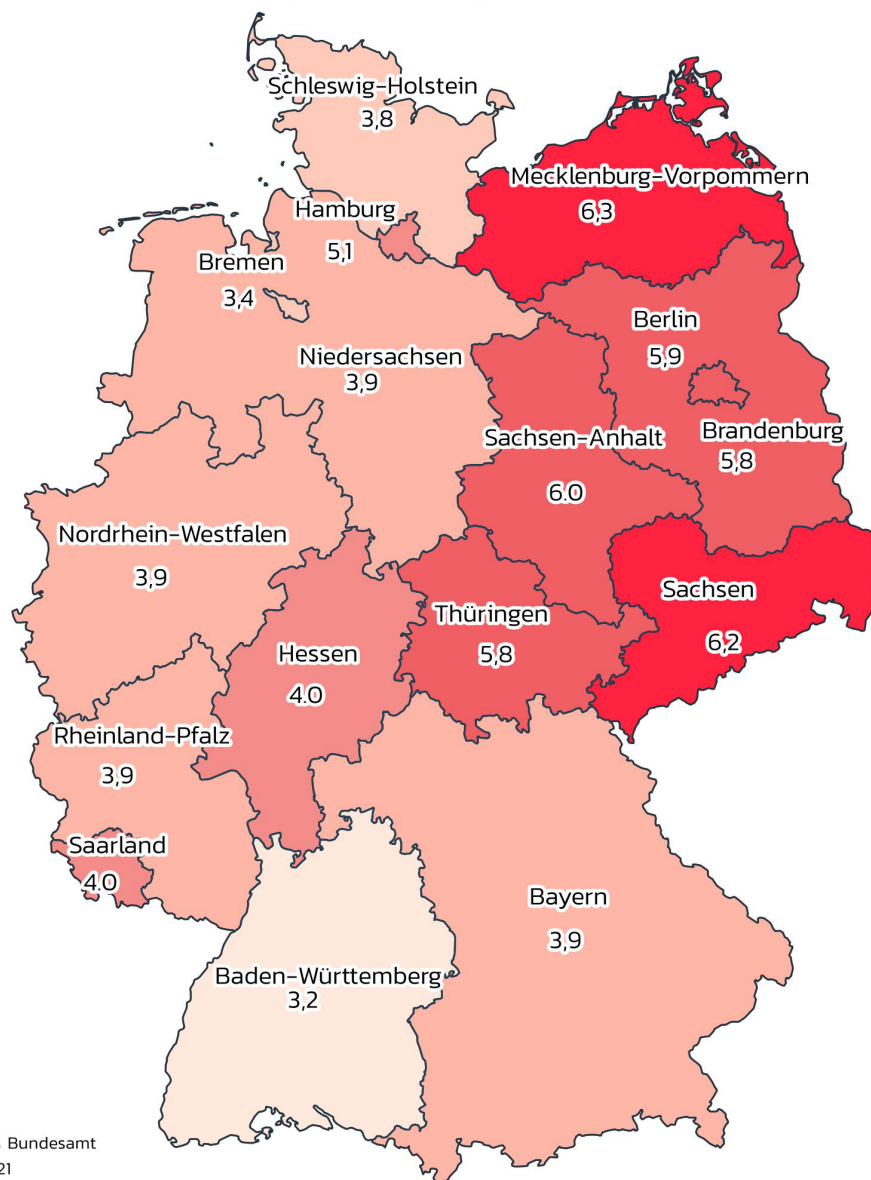 Schleswig-Holstein
3,8
Mecklenburg-Vorpommern
6,3
Hamburg
5,1
Bremen
3,4
Berlin
5,9
Niedersachsen
3,9
Sachsen-Anhalt
6.0
Brandenburg
5,8
Nordrhein-Westfalen
3,9
Sachsen
6,2
Thüringen
5,8
Hessen
4.0
Rheinland-Pfalz
3,9
Saarland
4.0
Bayern
3,9
Baden-Württemberg
3,2
Bundesamt
21